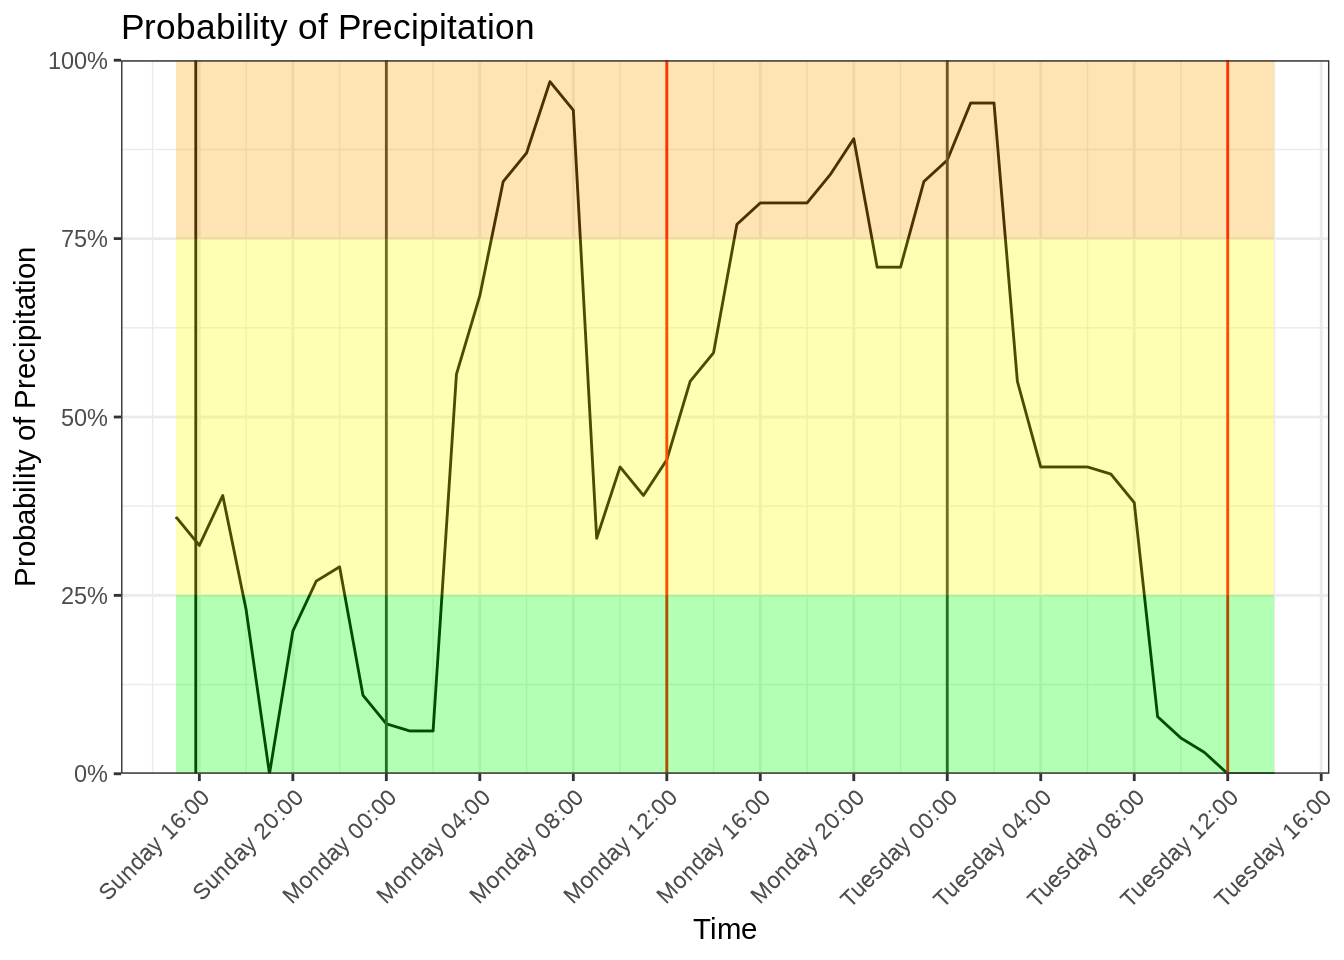 Probability of Precipitation
Probability of Precipitation
100%
75%
50%
25%
0%
Sunday 16:00
Sunday 20:00
Monday 00:00
Monday 04:00
Monday 08:00
Monday 12:00
Monday 16:00
Monday 20:00
Tuesday 00:00
Tuesday 04:00
Tuesday 08:00
Tuesday 12:00
Tuesday 16:00
Time